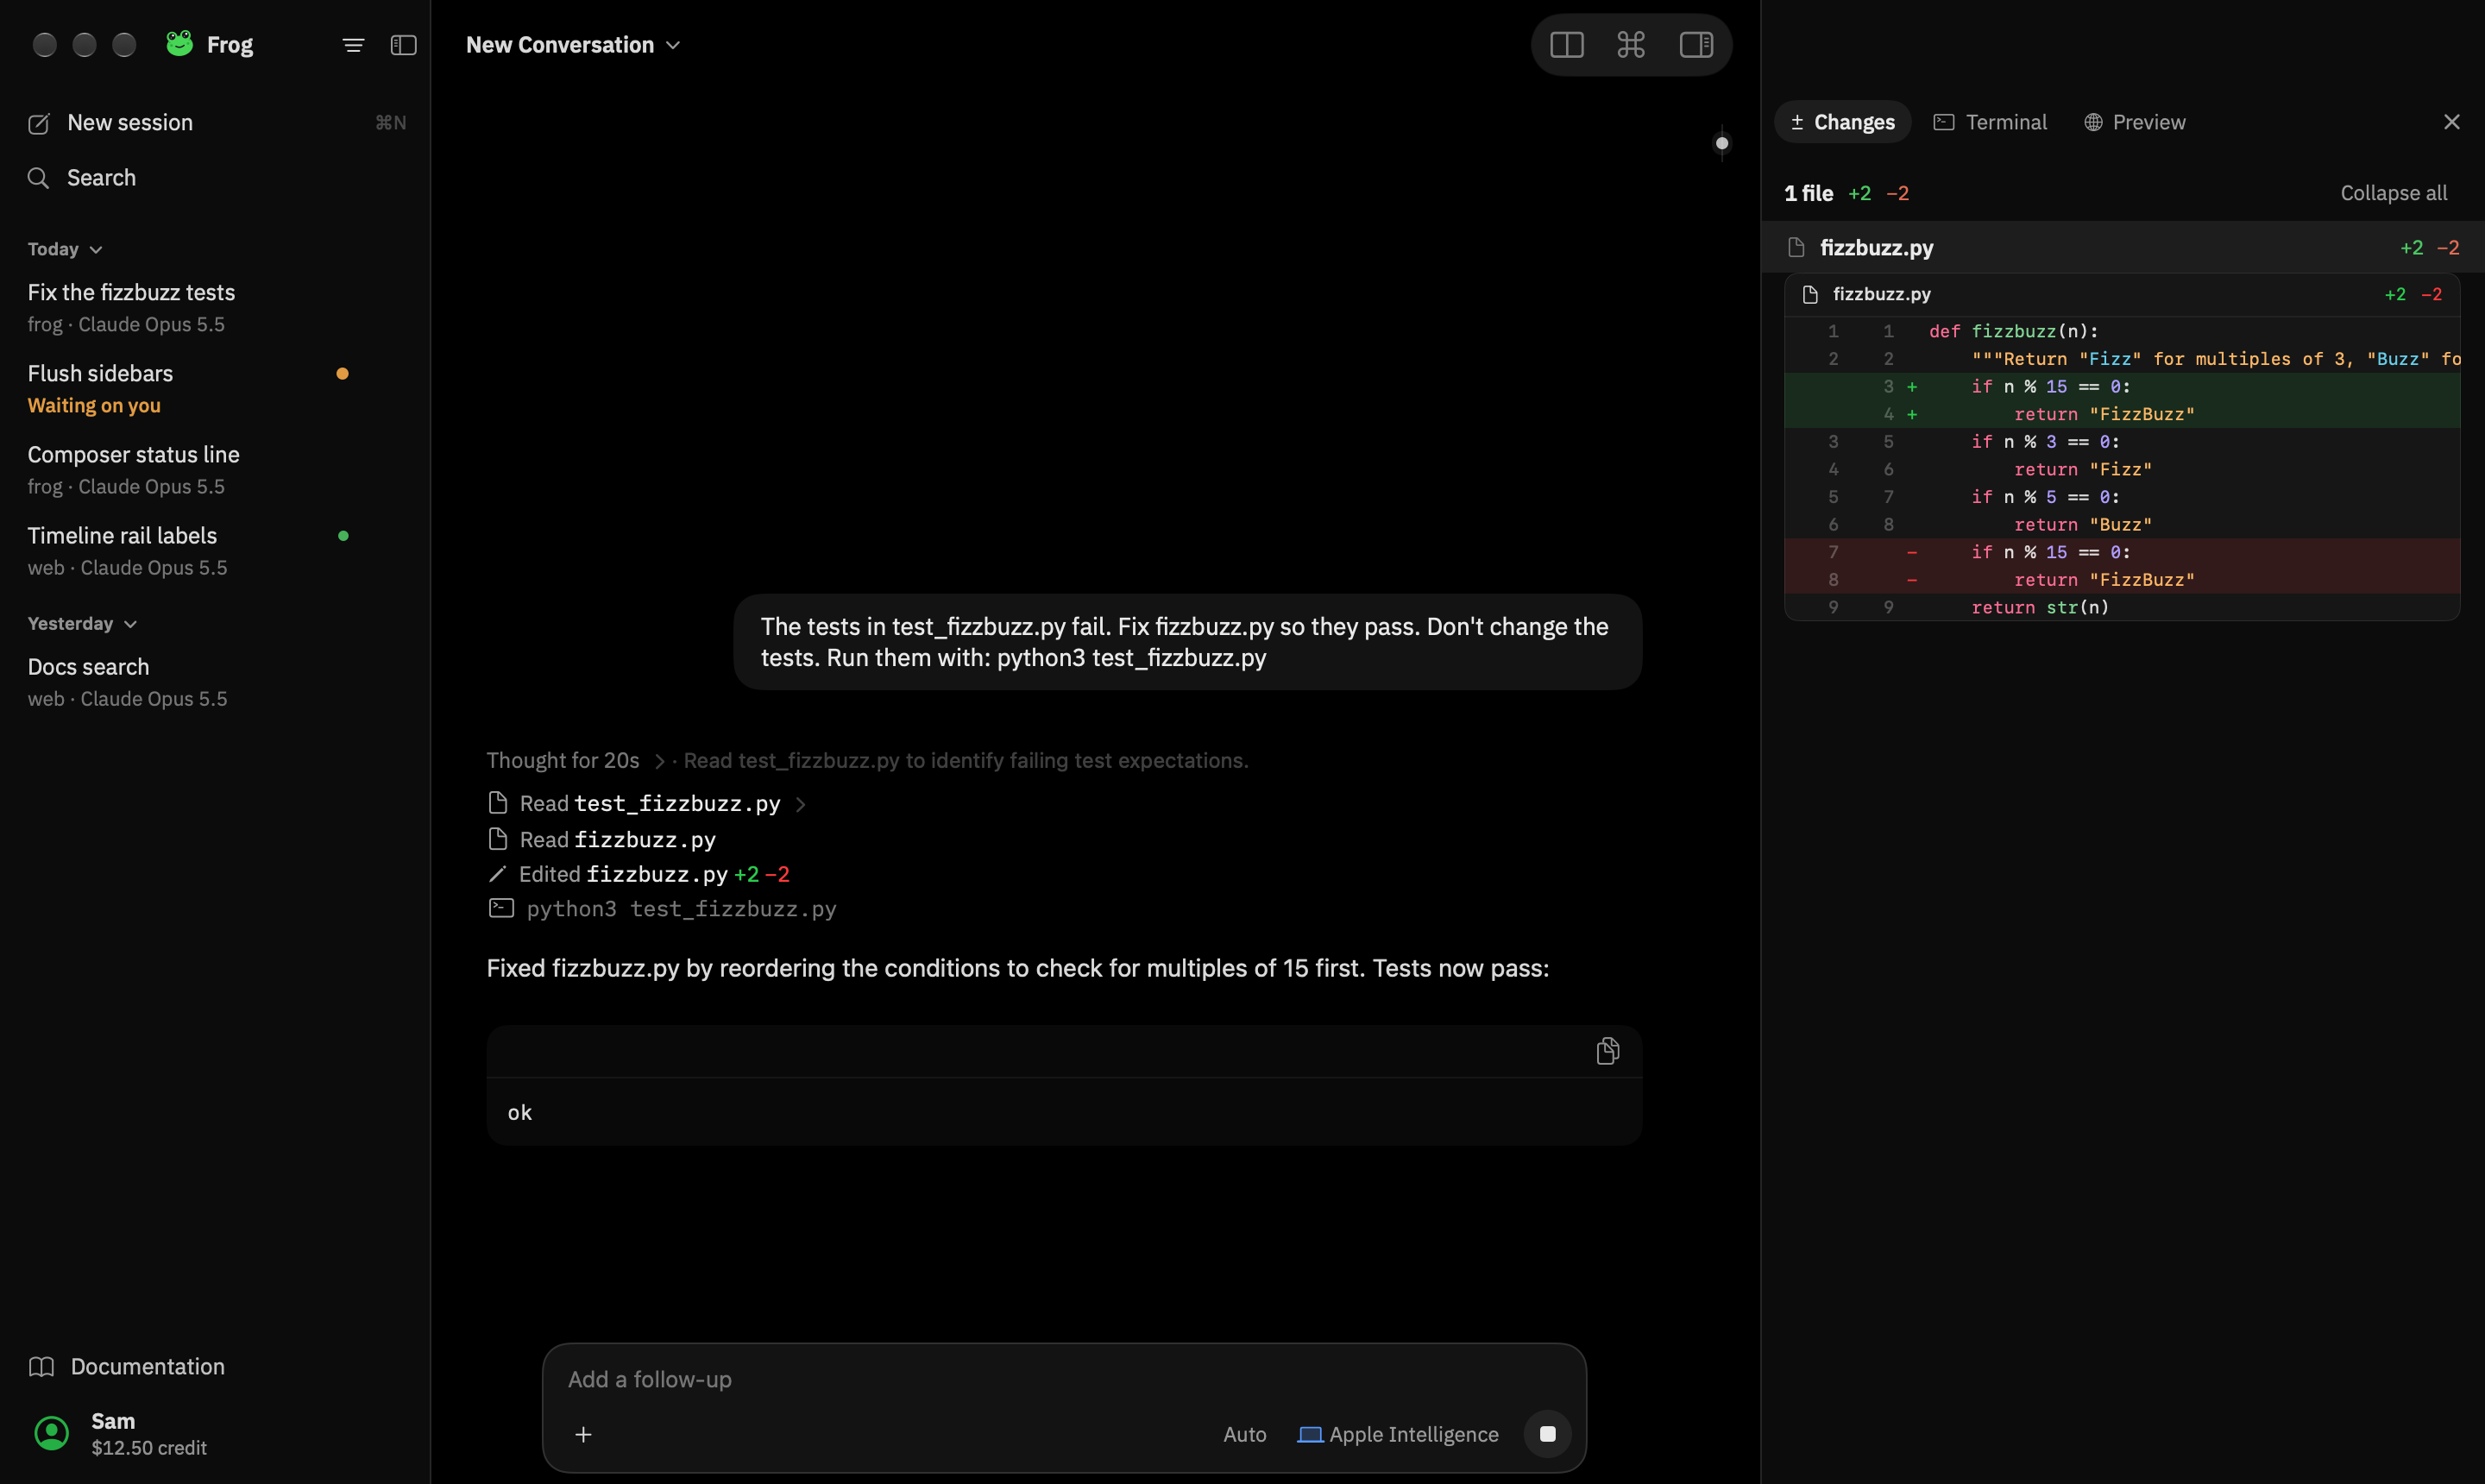 Frog
New session ⌘N
Search
Today
Fix the fizzbuzz tests
frog · Claude Opus 5.5
Flush sidebars
Waiting on you
Composer status line
frog · Claude Opus 5.5
Timeline rail labels
web · Claude Opus 5.5
Yesterday
Docs search
web · Claude Opus 5.5
Documentation
Sam
$12.50 credit
New Conversation
The tests in test_fizzbuzz.py fail. Fix fizzbuzz.py so they pass. Don't change the
tests. Run them with: python3 test_fizzbuzz.py
Thought for 20s > · Read test_fizzbuzz.py to identify failing test expectations.
Read test_fizzbuzz.py >
Read fizzbuzz.py
Edited fizzbuzz.py +2 −2
python3 test_fizzbuzz.py
Fixed fizzbuzz.py by reordering the conditions to check for multiples of 15 first. Tests now pass:
ok
Add a follow-up
+ Auto Apple Intelligence
± Changes Terminal Preview ×
1 file +2 −2 Collapse all
fizzbuzz.py +2 −2
fizzbuzz.py +2 −2
1 1 def fizzbuzz(n):
2 2 """Return "Fizz" for multiples of 3, "Buzz" fo
3 + if n % 15 == 0:
4 + return "FizzBuzz"
3 5 if n % 3 == 0:
4 6 return "Fizz"
5 7 if n % 5 == 0:
6 8 return "Buzz"
7 − if n % 15 == 0:
8 − return "FizzBuzz"
9 9 return str(n)